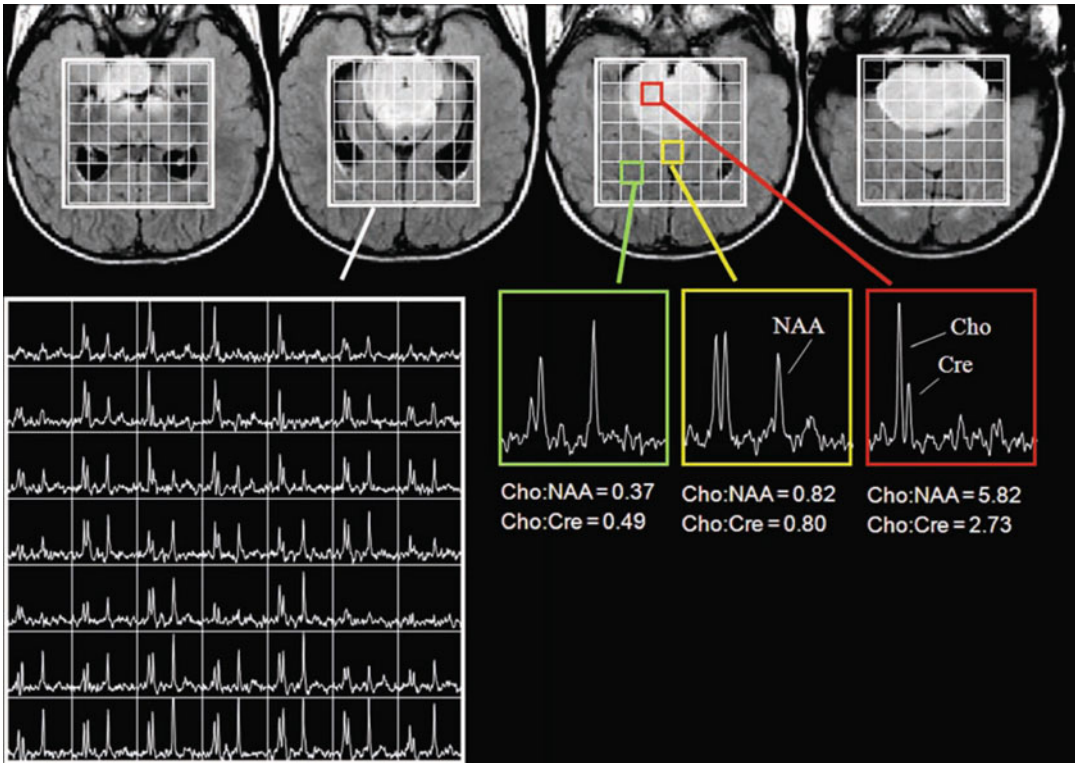 NAA
Cho
Cre
Cho:NAA = 0.37
Cho:Cre = 0.49
Cho:NAA = 0.82
Cho:Cre = 0.80
Cho:NAA = 5.82
Cho:Cre = 2.73